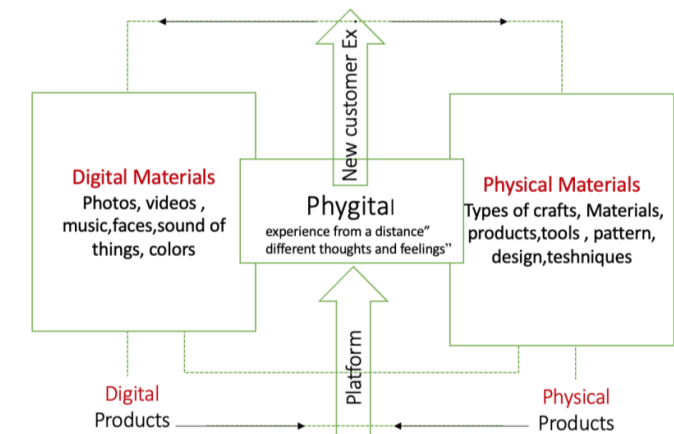 New customer Ex .
Digital Materials
Photos, videos ,
music,faces,sound of
things, colors
Phygital
experience from a distance”
different thoughts and feelings”
Physical Materials
Types of crafts, Materials,
products,tools , pattern,
design,teshniques
Platform
Digital
Products
Physical
Products